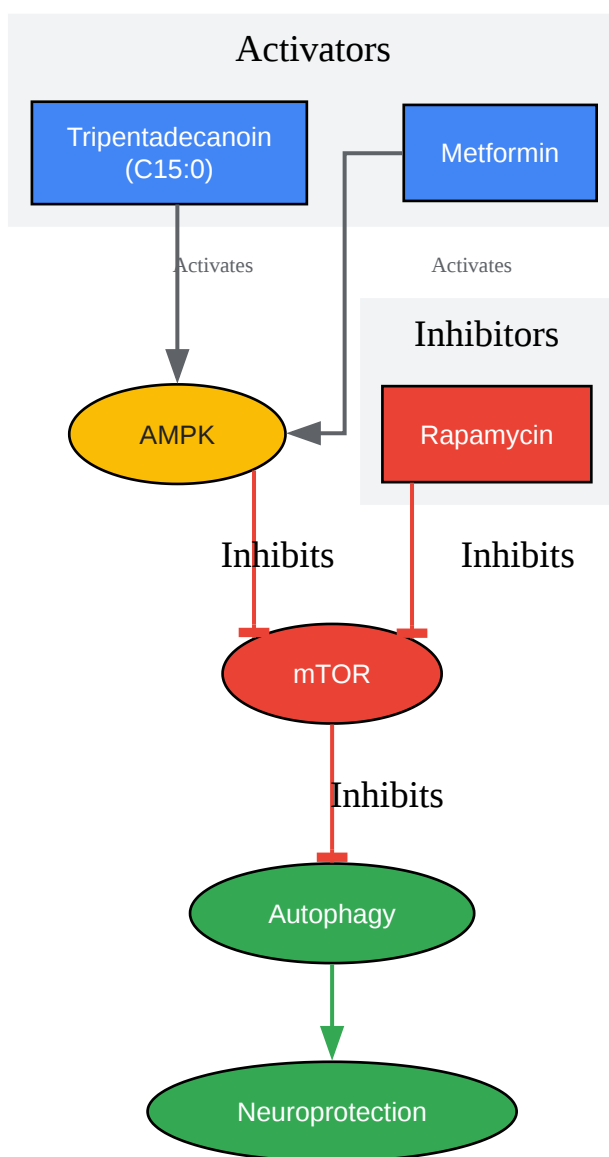 Activators
Tripentadecanoin
(C15:0)
Metformin
Activates
Activates
Inhibitors
AMPK
Rapamycin
Inhibits
Inhibits
mTOR
Inhibits
Autophagy
Neuroprotection